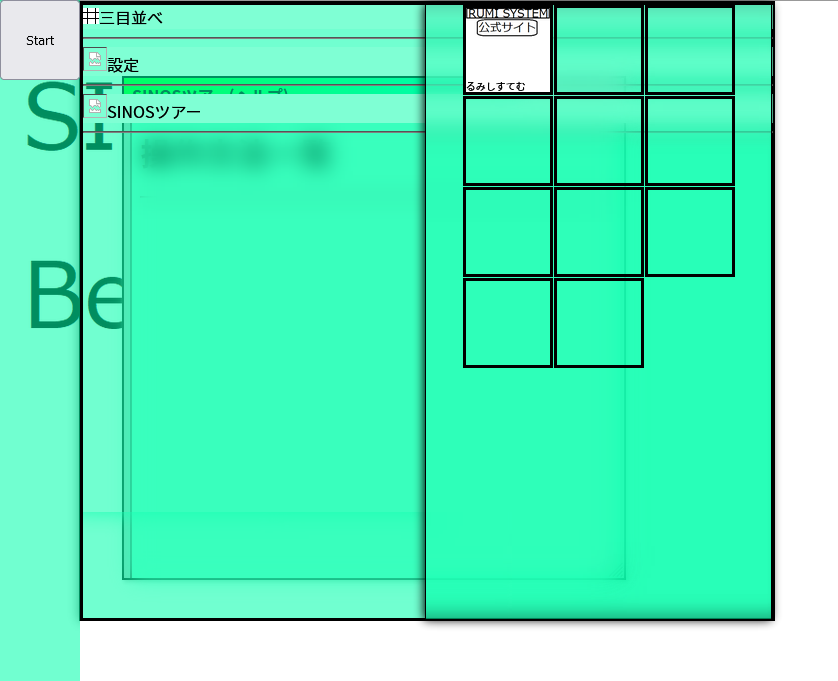 Start
三目並べ
設定
SINOSツアー(ヘルプ)
SINOSツアー
RUMI SYSTEM
公式サイト
るみしすてむ
SI
Be